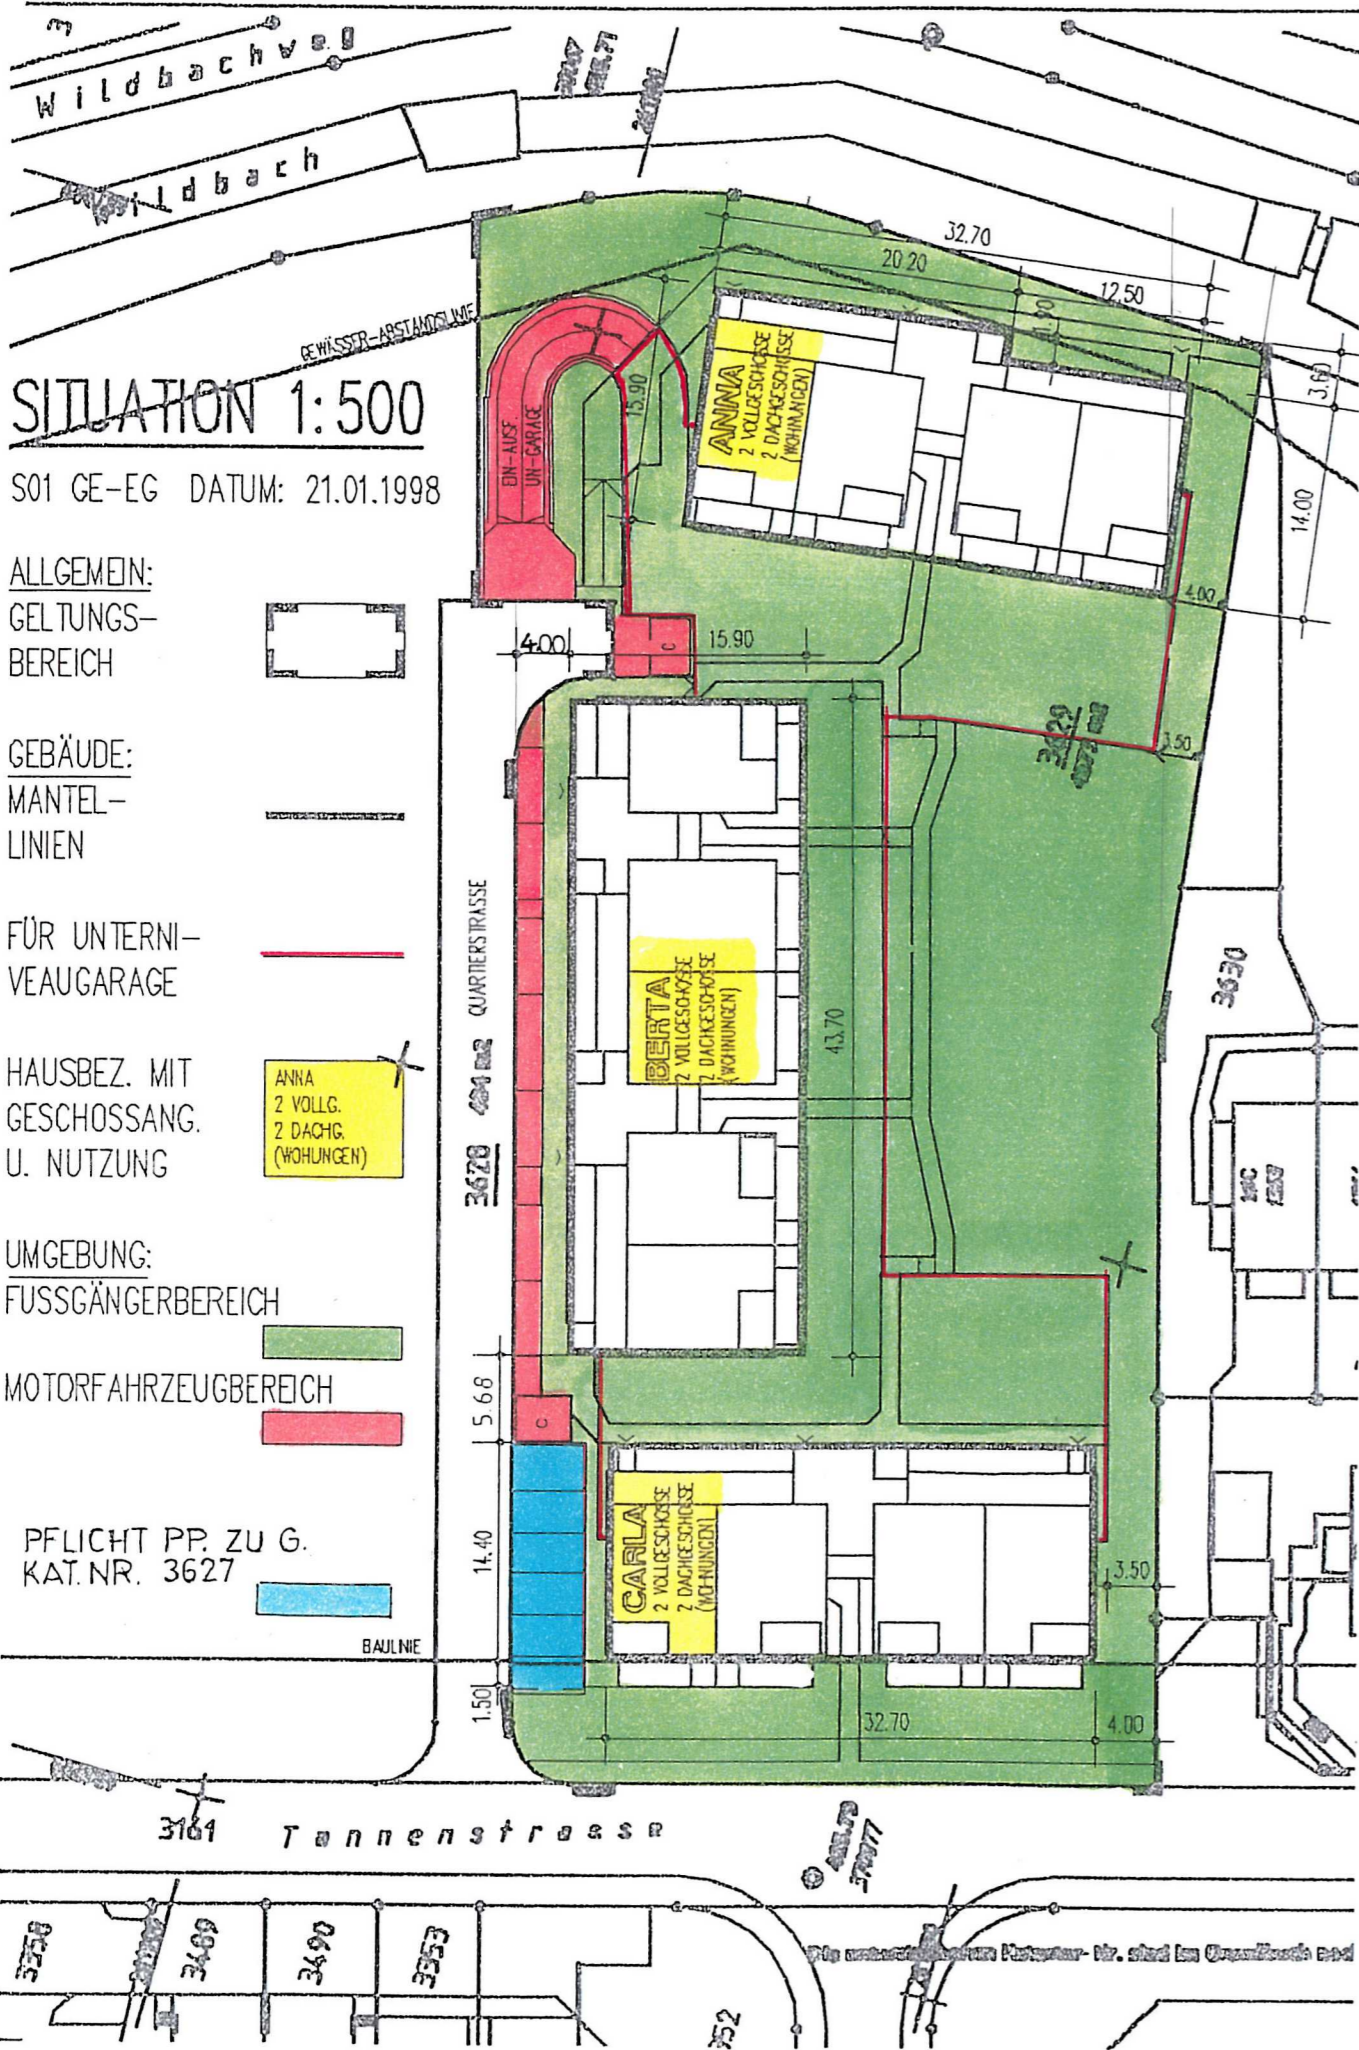 Wildbachweg
Wildbach
GEWÄSSER-ABSTANDSLINIE
SITUATION 1:500
S01 GE-EG DATUM: 21.01.1998
ALLGEMEIN:
GELTUNGS-
BEREICH
GEBÄUDE:
MANTEL-
LINIEN
FÜR UNTERNI-
VEAUGARAGE
HAUSBEZ. MIT
GESCHOSSANG.
U. NUTZUNG
ANNA
2 VOLLG.
2 DACHG.
(WOHUNGEN)
UMGEBUNG:
FUSSGÄNGERBEREICH
MOTORFAHRZEUGBEREICH
PFLICHT PP. ZU G.
KAT.NR. 3627
BAULINIE
32.70
20.20
12.50
3.60
14.00
15.90
EIN-AUSF.
UN-GARAGE
ANNA
2 VOLLGESCHOSSE
2 DACHGESCHOSSE
(WOHNUNGEN)
4.00
4.00
C
15.90
3629
3.50
3628
QUARTIERSTRASSE
BERTA
2 VOLLGESCHOSSE
2 DACHGESCHOSSE
(WOHNUNGEN)
43.70
3630
5.68
C
14.40
1.50
CARLA
2 VOLLGESCHOSSE
2 DACHGESCHOSSE
(WOHNUNGEN)
3.50
32.70
4.00
3161
Tannenstrasse
3489
3490
3353